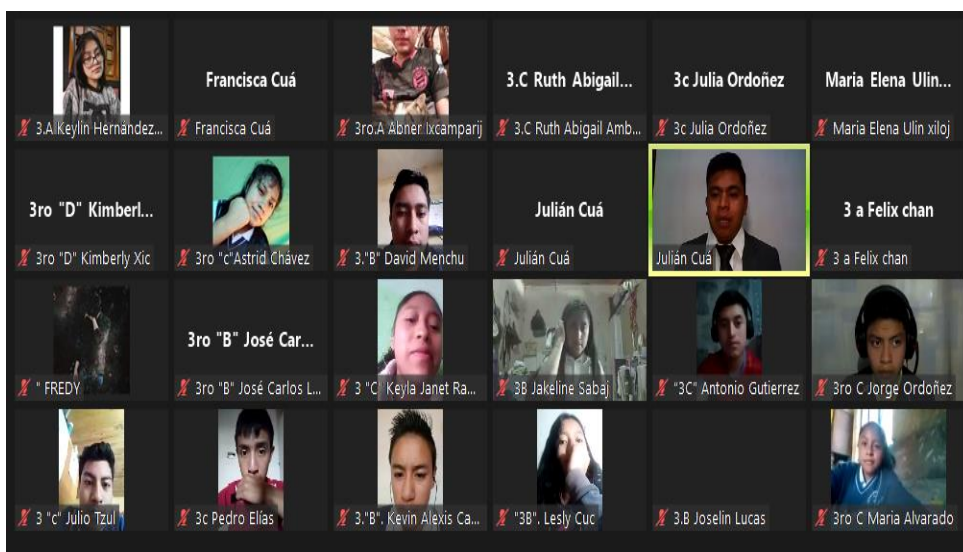 3.A Keylin Hernández...
Francisca Cuá
Francisca Cuá
3ro.A Abner Ixcamparij
3.C Ruth Abigail...
3.C Ruth Abigail Amb...
3c Julia Ordoñez
3c Julia Ordoñez
Maria Elena Ulin...
Maria Elena Ulin xiloj
3ro "D" Kimberl...
3ro "D" Kimberly Xic
3ro "c"Astrid Chávez
3."B" David Menchu
Julián Cuá
Julián Cuá
Julián Cuá
3 a Felix chan
3 a Felix chan
" FREDY
3ro "B" José Car...
3ro "B" José Carlos L...
3 "C" Keyla Janet Ra...
3B Jakeline Sabaj
"3C" Antonio Gutierrez
3ro C Jorge Ordoñez
3 "c" Julio Tzul
3c Pedro Elías
3."B". Kevin Alexis Ca...
"3B". Lesly Cuc
3.B Joselin Lucas
3ro C Maria Alvarado